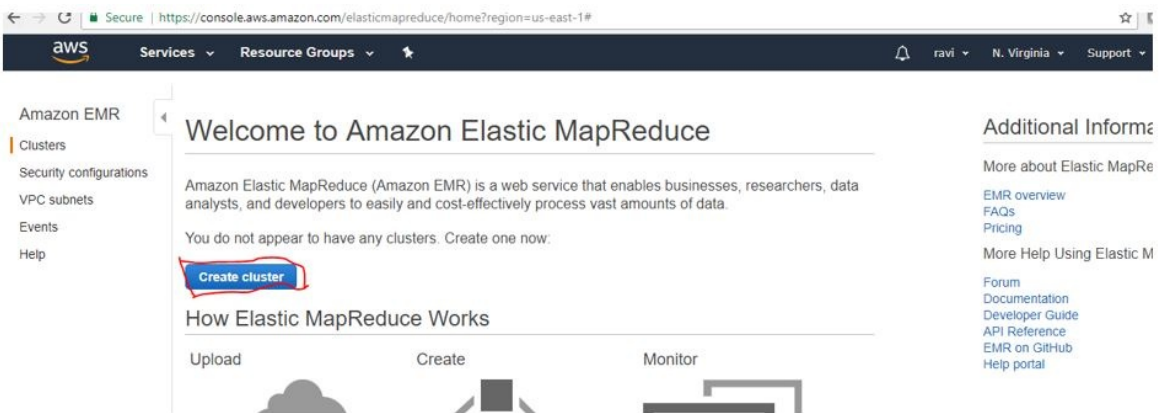 Secure | https://console.aws.amazon.com/elasticmapreduce/home?region=us-east-1#
aws Services Resource Groups ravi N. Virginia Support
Amazon EMR
Clusters
Security configurations
VPC subnets
Events
Help
Welcome to Amazon Elastic MapReduce
Amazon Elastic MapReduce (Amazon EMR) is a web service that enables businesses, researchers, data
analysts, and developers to easily and cost-effectively process vast amounts of data.
You do not appear to have any clusters. Create one now:
Create cluster
How Elastic MapReduce Works
Upload Create Monitor
Additional Informa
More about Elastic MapRe
EMR overview
FAQs
Pricing
More Help Using Elastic M
Forum
Documentation
Developer Guide
API Reference
EMR on GitHub
Help portal